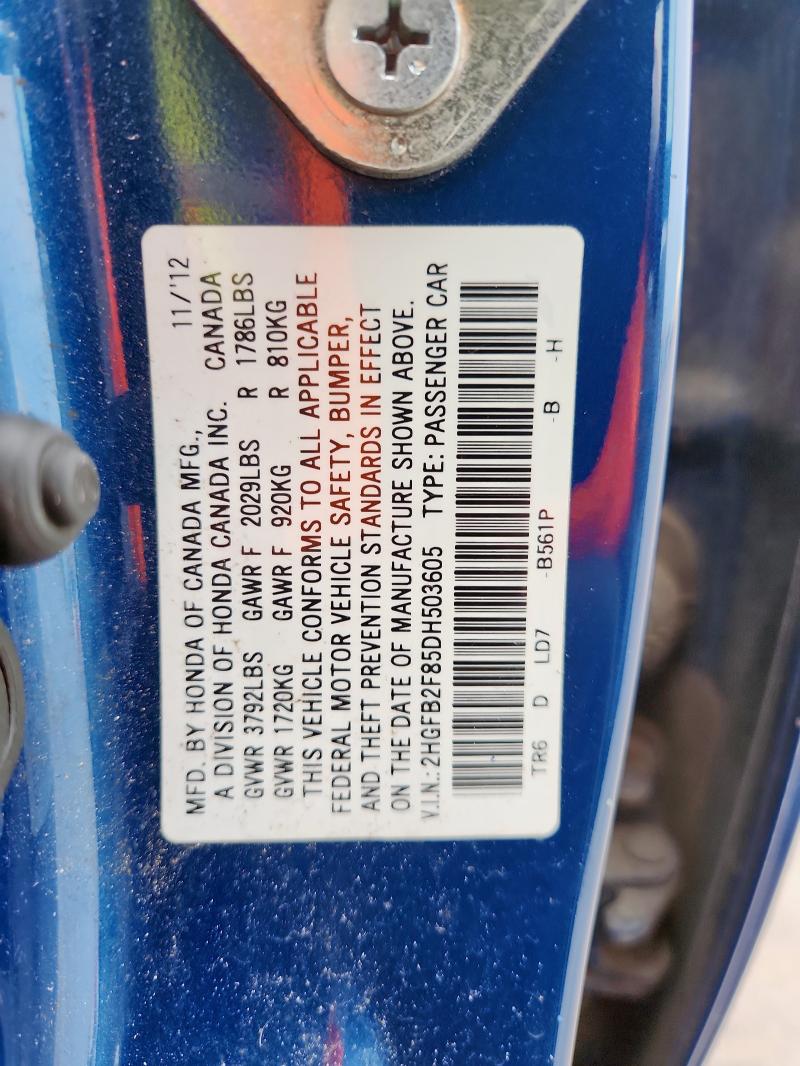 MFD. BY HONDA OF CANADA MFG., 11/'12
A DIVISION OF HONDA CANADA INC. CANADA
GVWR 3792LBS GAWR F 2029LBS R 1786LBS
GVWR 1720KG GAWR F 920KG R 810KG
THIS VEHICLE CONFORMS TO ALL APPLICABLE
FEDERAL MOTOR VEHICLE SAFETY, BUMPER,
AND THEFT PREVENTION STANDARDS IN EFFECT
ON THE DATE OF MANUFACTURE SHOWN ABOVE.
V.I.N.: 2HGFB2F85DH503605 TYPE: PASSENGER CAR
TR6 D LD7 -B561P -B -H